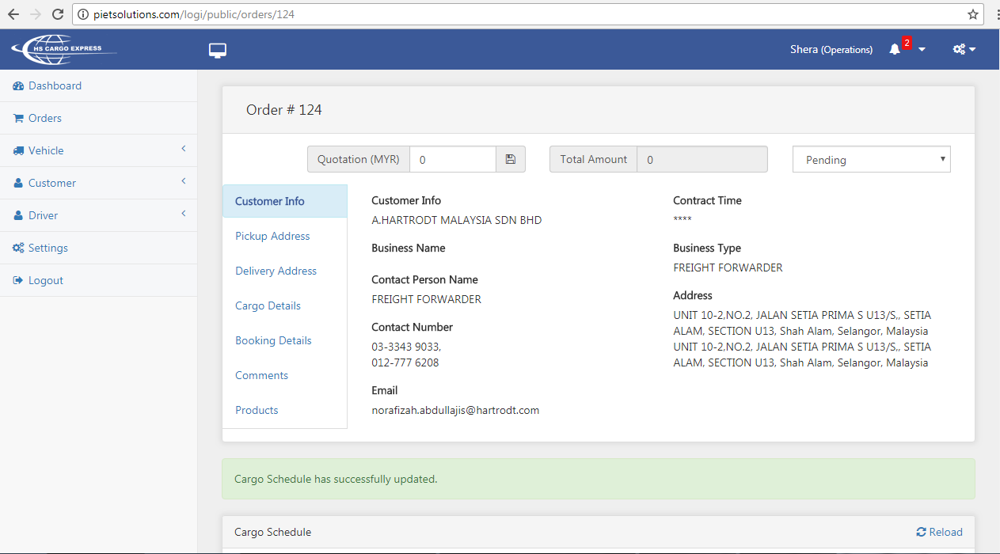 pietsolutions.com/logi/public/orders/124
HS CARGO EXPRESS
Shera (Operations)
2
Dashboard
Orders
Vehicle
Customer
Driver
Settings
Logout
Order # 124
Quotation (MYR) 0
Total Amount 0
Pending
Customer Info
Pickup Address
Delivery Address
Cargo Details
Booking Details
Comments
Products
Customer Info
A.HARTRODT MALAYSIA SDN BHD
Business Name
Contact Person Name
FREIGHT FORWARDER
Contact Number
03-3343 9033,
012-777 6208
Email
norafizah.abdullajis@hartrodt.com
Contract Time
****
Business Type
FREIGHT FORWARDER
Address
UNIT 10-2,NO.2, JALAN SETIA PRIMA S U13/S,, SETIA
ALAM, SECTION U13, Shah Alam, Selangor, Malaysia
UNIT 10-2,NO.2, JALAN SETIA PRIMA S U13/S,, SETIA
ALAM, SECTION U13, Shah Alam, Selangor, Malaysia
Cargo Schedule has successfully updated.
Cargo Schedule
Reload